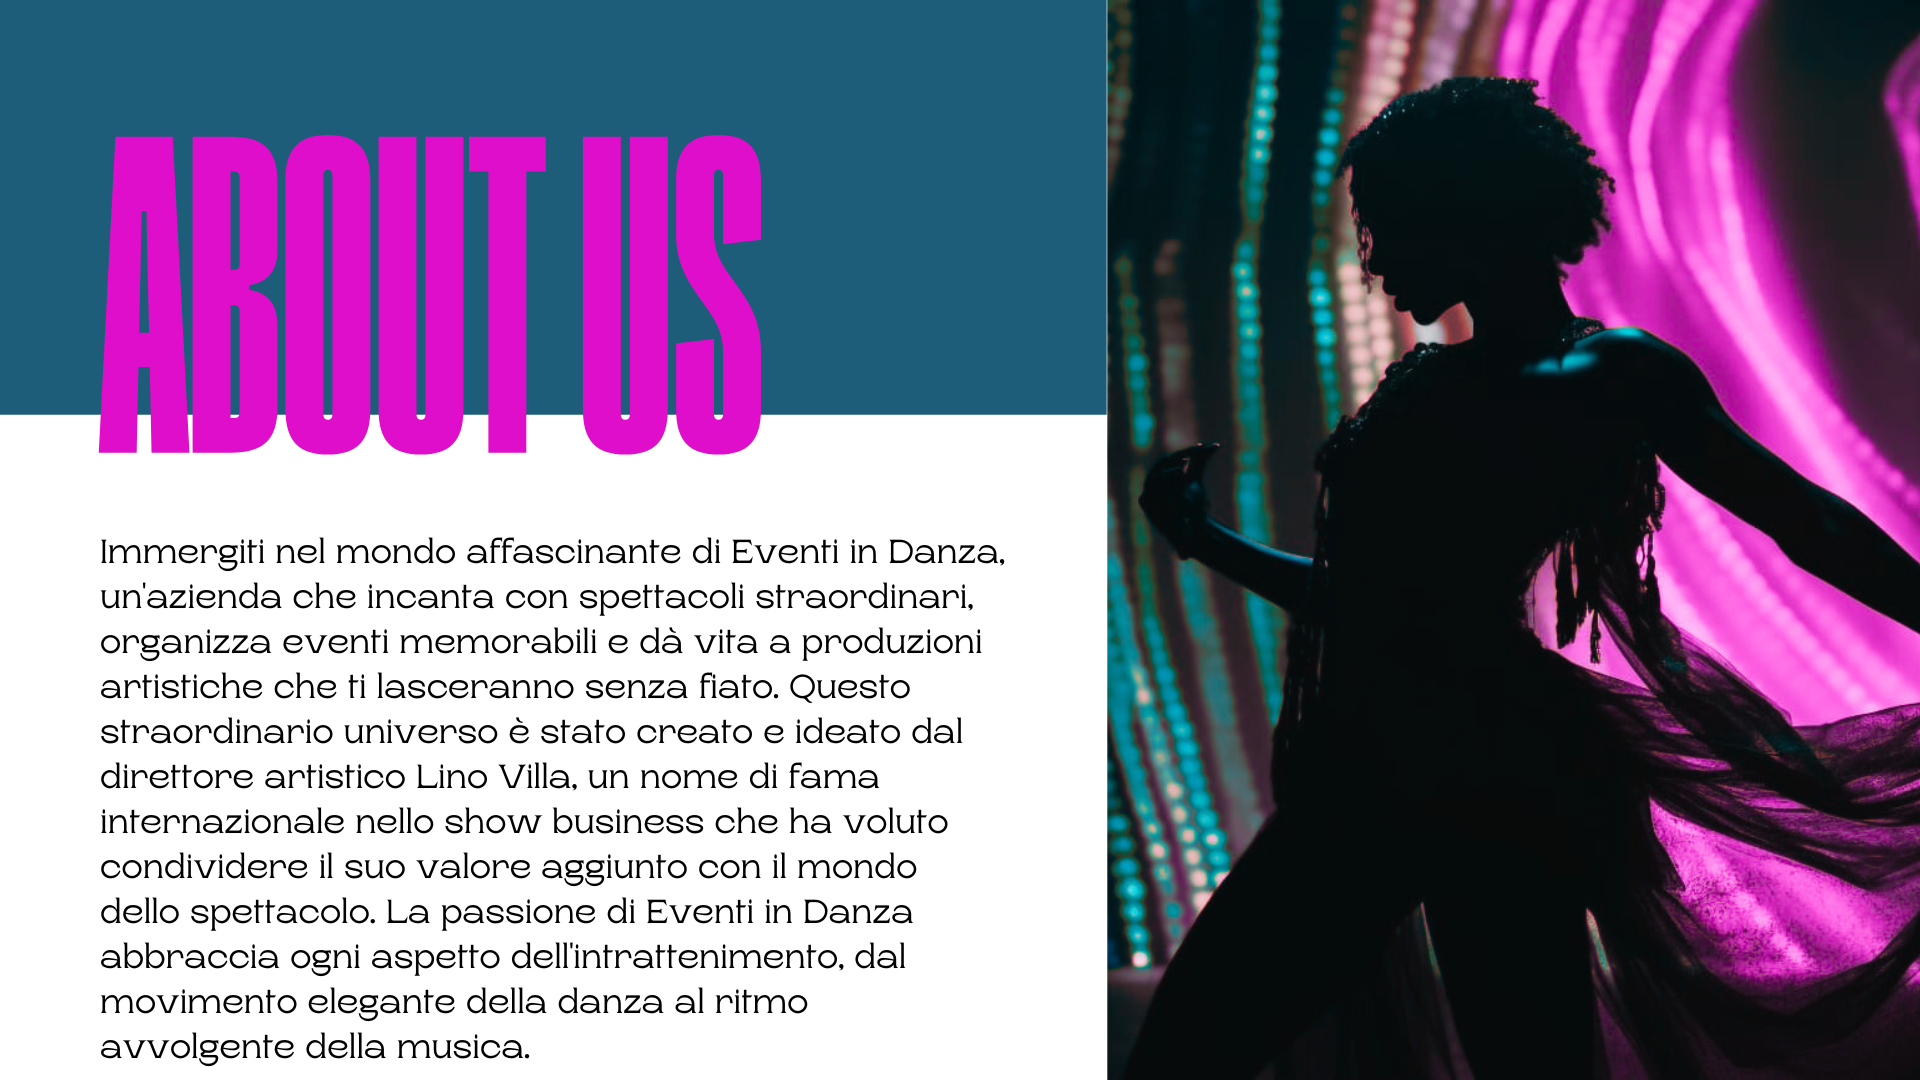 ABOUT US
Immergiti nel mondo affascinante di Eventi in Danza,
un'azienda che incanta con spettacoli straordinari,
organizza eventi memorabili e dà vita a produzioni
artistiche che ti lasceranno senza fiato. Questo
straordinario universo è stato creato e ideato dal
direttore artistico Lino Villa, un nome di fama
internazionale nello show business che ha voluto
condividere il suo valore aggiunto con il mondo
dello spettacolo. La passione di Eventi in Danza
abbraccia ogni aspetto dell'intrattenimento, dal
movimento elegante della danza al ritmo
avvolgente della musica.